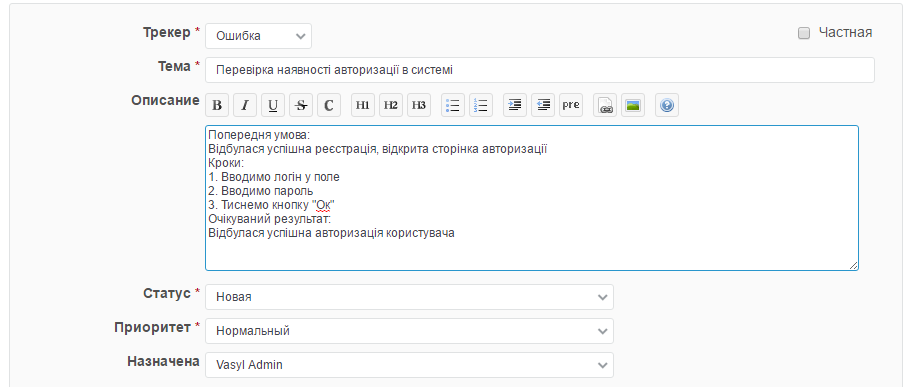 Трекер * Ошибка Частная
Тема * Перевірка наявності авторизації в системі
Описание B I U S C H1 H2 H3 pre
Попередня умова:
Відбулася успішна реєстрація, відкрита сторінка авторизації
Кроки:
1. Вводимо логін у поле
2. Вводимо пароль
3. Тиснемо кнопку "Ок"
Очікуваний результат:
Відбулася успішна авторизація користувача
Статус * Новая
Приоритет * Нормальный
Назначена Vasyl Admin